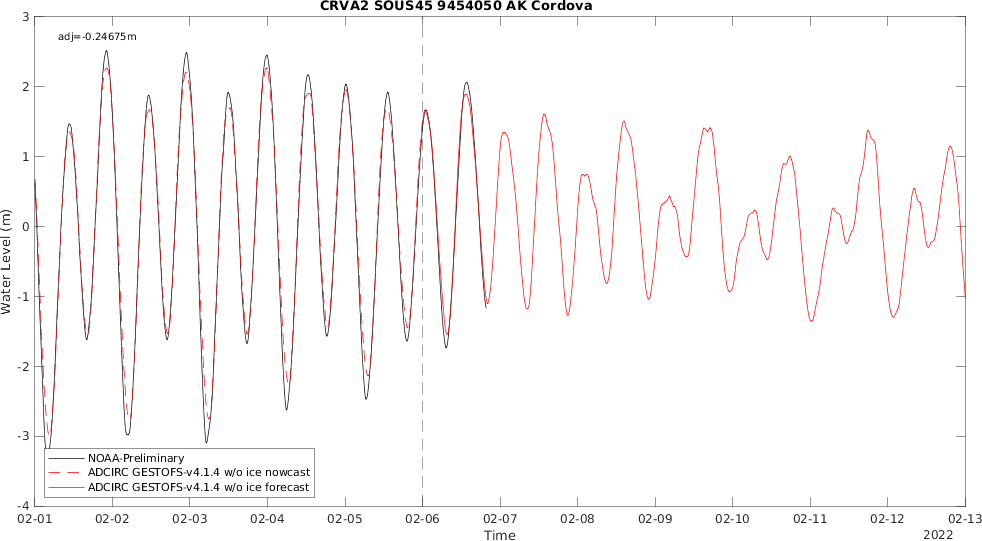 CRVA2 SOUS45 9454050 AK Cordova
adj=-0.24675m
3
2
1
0
-1
-2
-3
-4
Water Level (m)
NOAA-Preliminary
ADCIRC GESTOFS-v4.1.4 w/o ice nowcast
ADCIRC GESTOFS-v4.1.4 w/o ice forecast
02-01 02-02 02-03 02-04 02-05 02-06 02-07 02-08 02-09 02-10 02-11 02-12 02-13
Time
2022